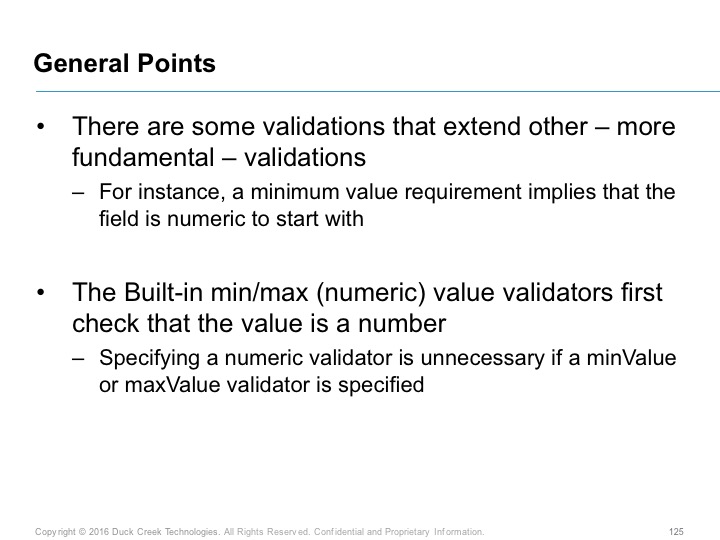 General Points
• There are some validations that extend other – more
fundamental – validations
– For instance, a minimum value requirement implies that the
field is numeric to start with
• The Built-in min/max (numeric) value validators first
check that the value is a number
– Specifying a numeric validator is unnecessary if a minValue
or maxValue validator is specified
Copyright © 2016 Duck Creek Technologies. All Rights Reserved. Confidential and Proprietary Information. 125